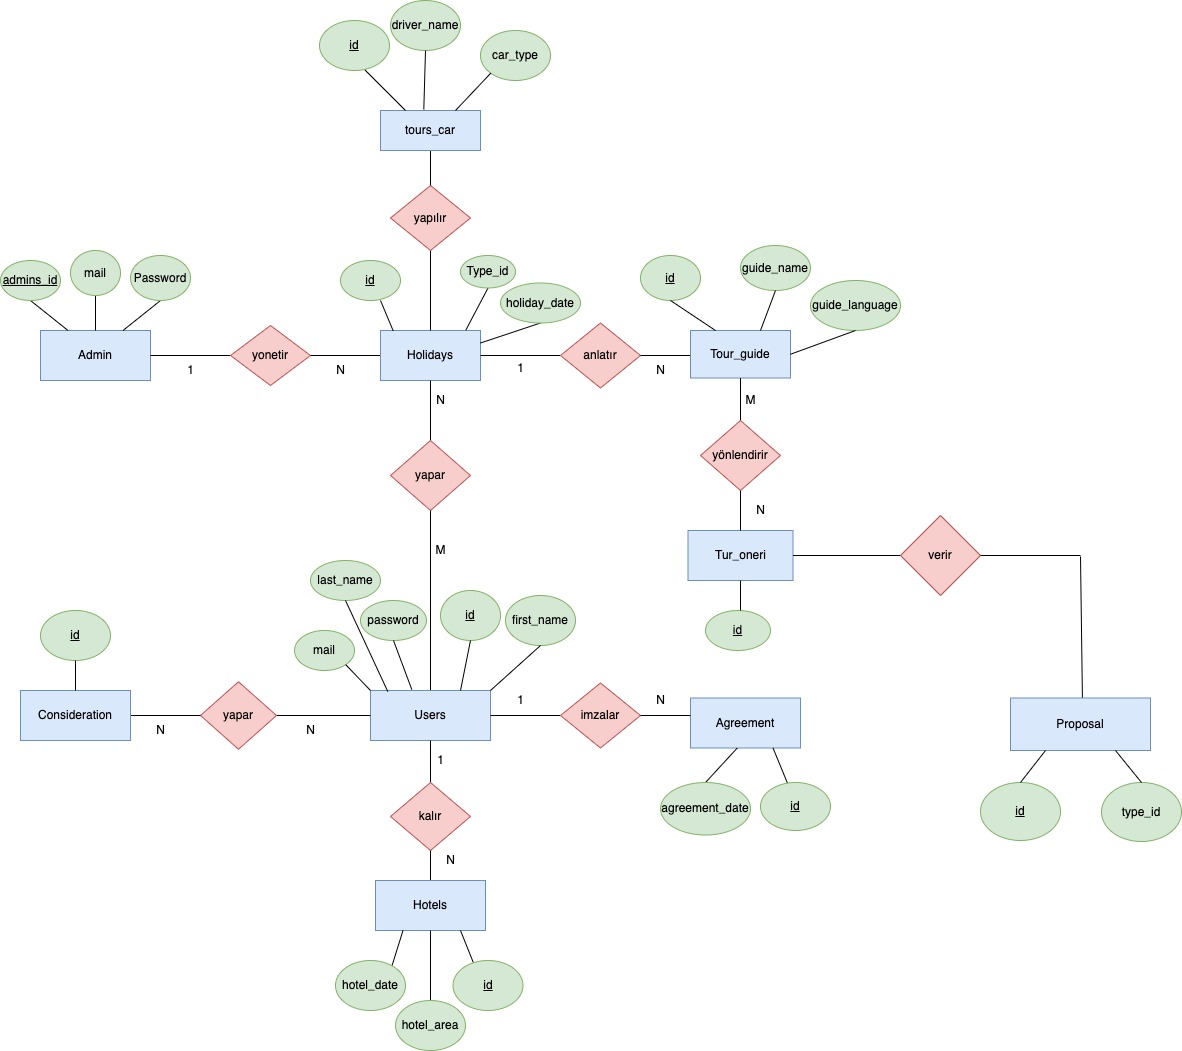 driver_name
id
car_type
tours_car
yapılır
admins_id
mail
Password
id
Type_id
holiday_date
id
guide_name
guide_language
Admin
1
yonetir
N
Holidays
1
anlatır
N
Tour_guide
N
M
yapar
yönlendirir
M
N
Tur_oneri
verir
id
last_name
password
id
first_name
mail
id
Consideration
N
yapar
N
Users
1
imzalar
N
Agreement
Proposal
1
agreement_date
id
id
type_id
kalır
N
Hotels
hotel_date
id
hotel_area